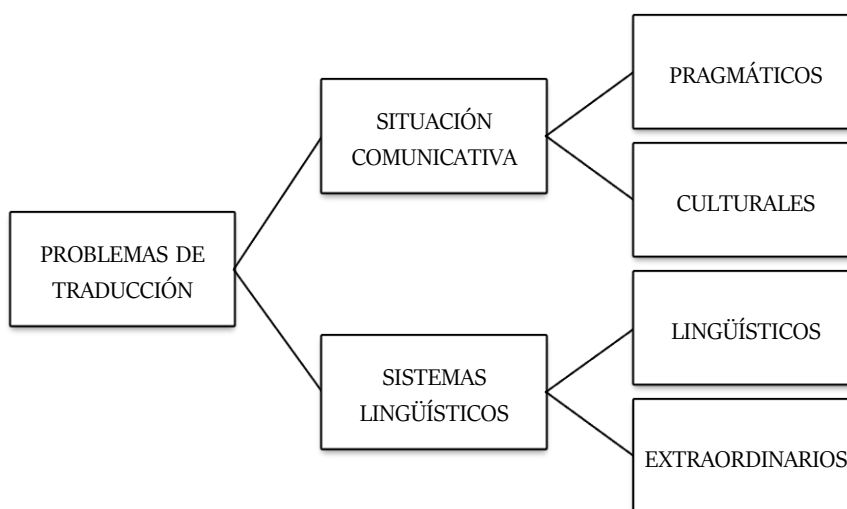 PROBLEMAS DE
TRADUCCIÓN
SITUACIÓN
COMUNICATIVA
PRAGMÁTICOS
CULTURALES
SISTEMAS
LINGÜÍSTICOS
LINGÜÍSTICOS
EXTRAORDINARIOS